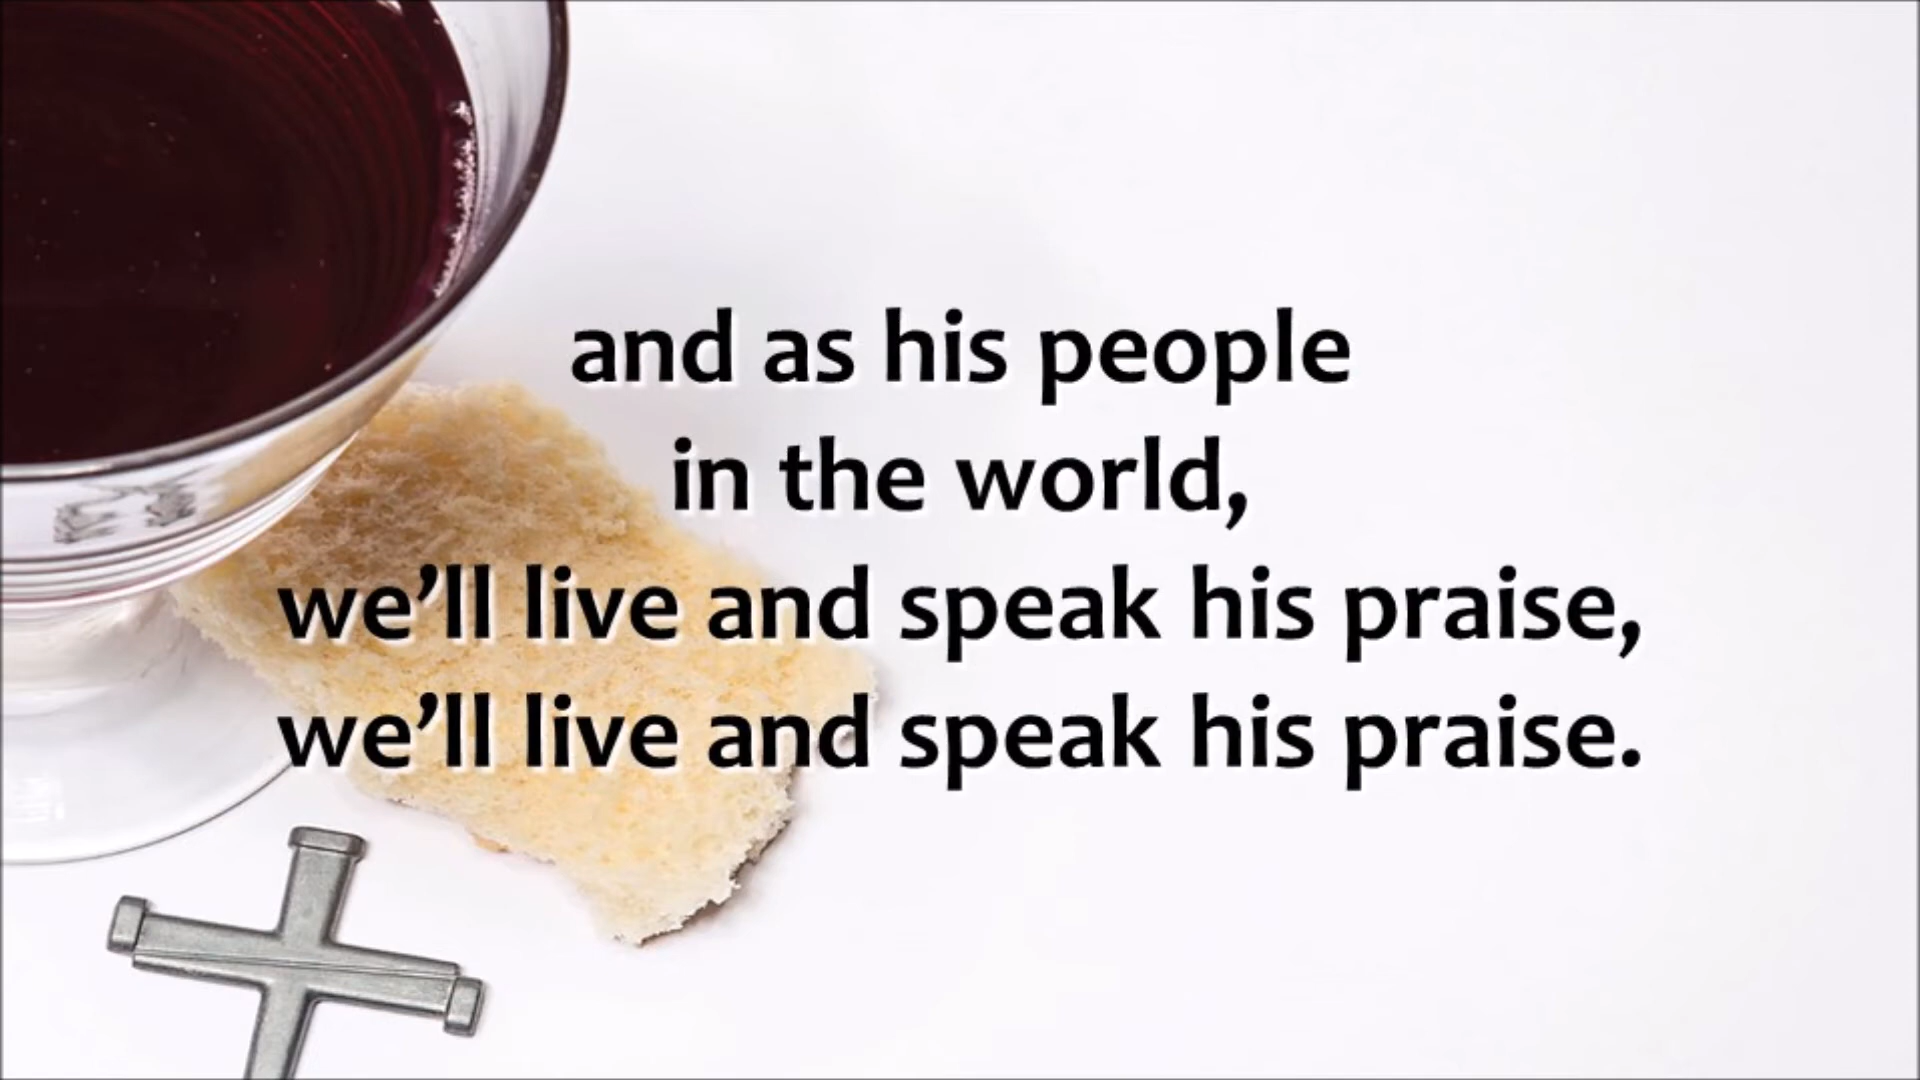 and as his people
in the world,
we’ll live and speak his praise,
we’ll live and speak his praise.